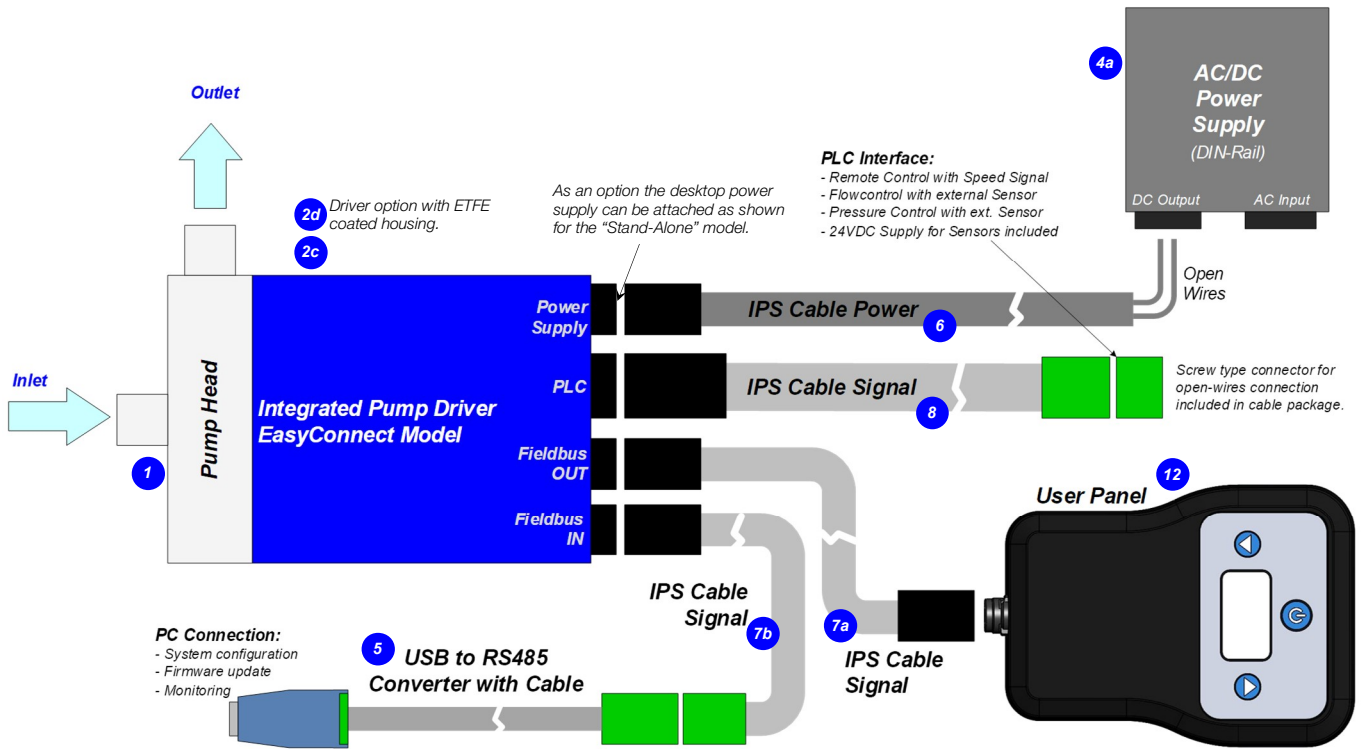 Outlet
2d
Driver option with ETFE
coated housing.
2c
As an option the desktop power
supply can be attached as shown
for the “Stand-Alone” model.
PLC Interface:
- Remote Control with Speed Signal
- Flowcontrol with external Sensor
- Pressure Control with ext. Sensor
- 24VDC Supply for Sensors included
4a
AC/DC
Power
Supply
(DIN-Rail)
DC Output
AC Input
Open
Wires
Inlet
1
Pump Head
Integrated Pump Driver
EasyConnect Model
Power
Supply
PLC
Fieldbus
OUT
Fieldbus
IN
IPS Cable Power
6
IPS Cable Signal
8
Screw type connector for
open-wires connection
included in cable package.
User Panel
12
IPS Cable
Signal
7b
7a
IPS Cable
Signal
PC Connection:
- System configuration
- Firmware update
- Monitoring
5
USB to RS485
Converter with Cable